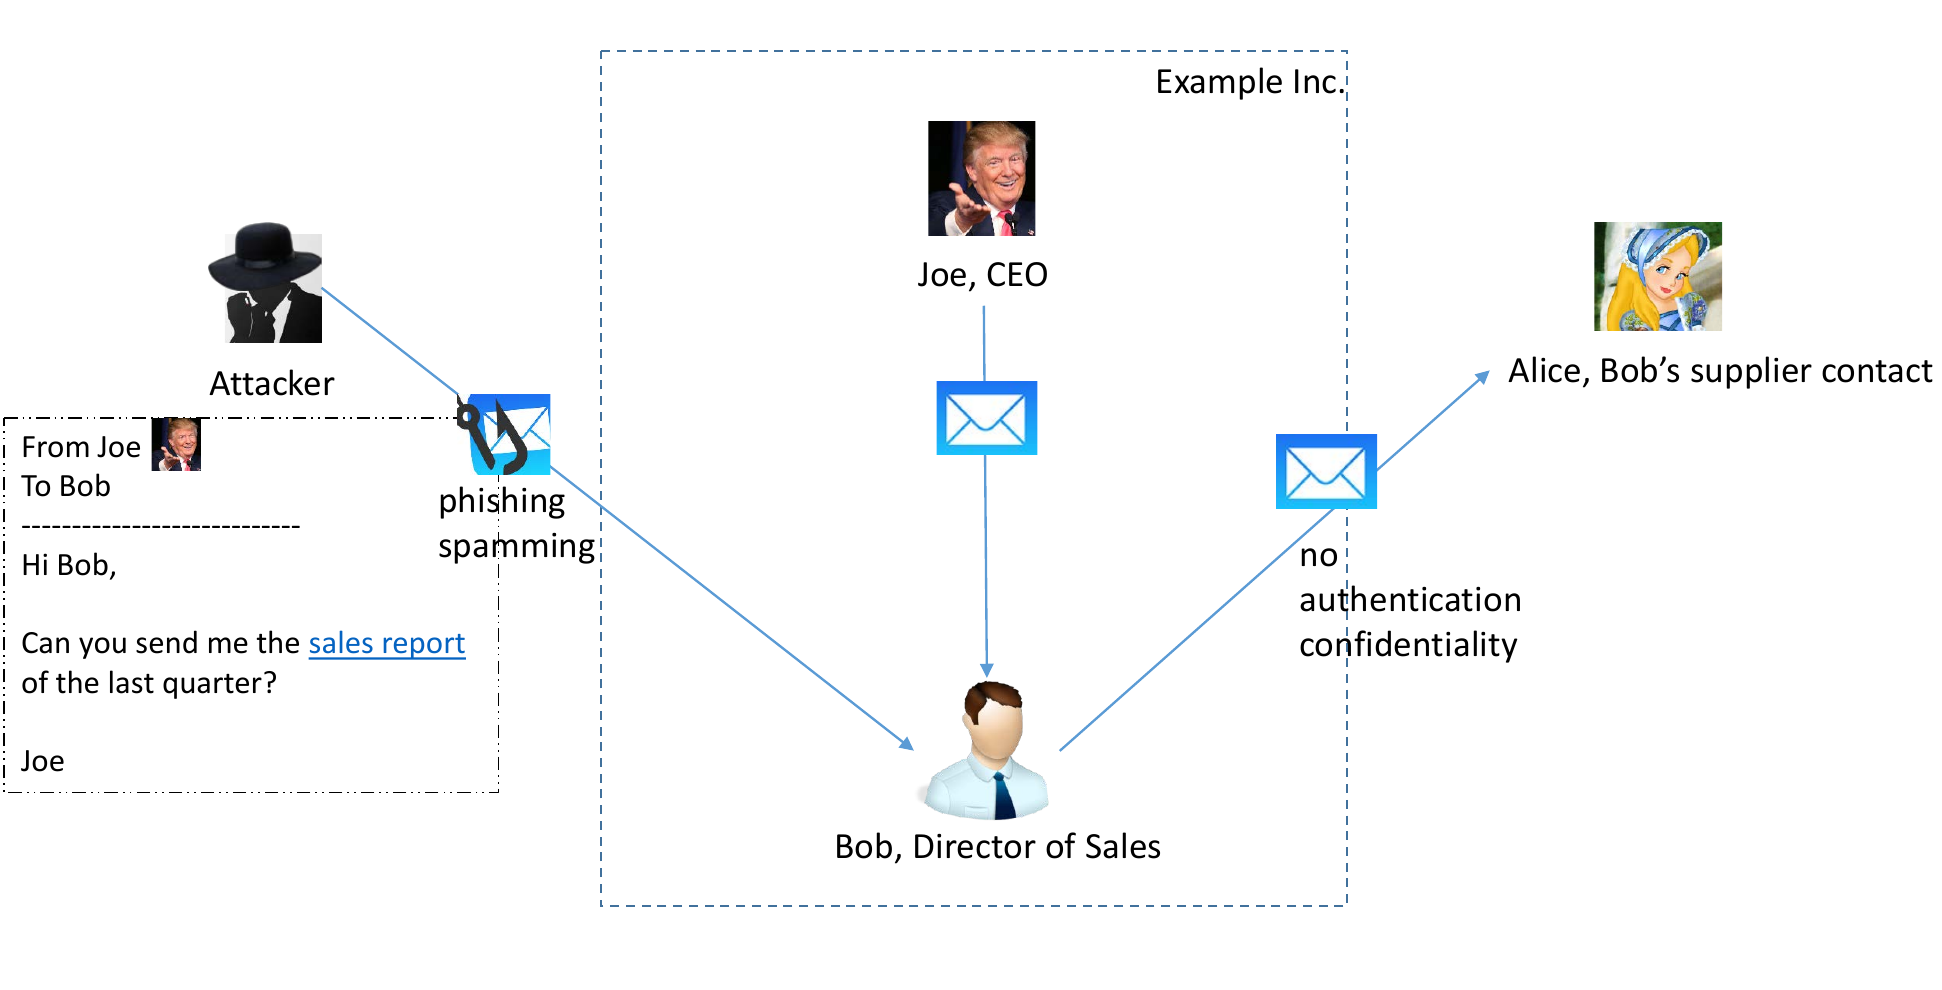 Example Inc.
Joe, CEO
Attacker
Alice, Bob’s supplier contact
From Joe
To Bob
----------------------------
Hi Bob,
Can you send me the sales report
of the last quarter?
Joe
phishing
spamming
no
authentication
confidentiality
Bob, Director of Sales